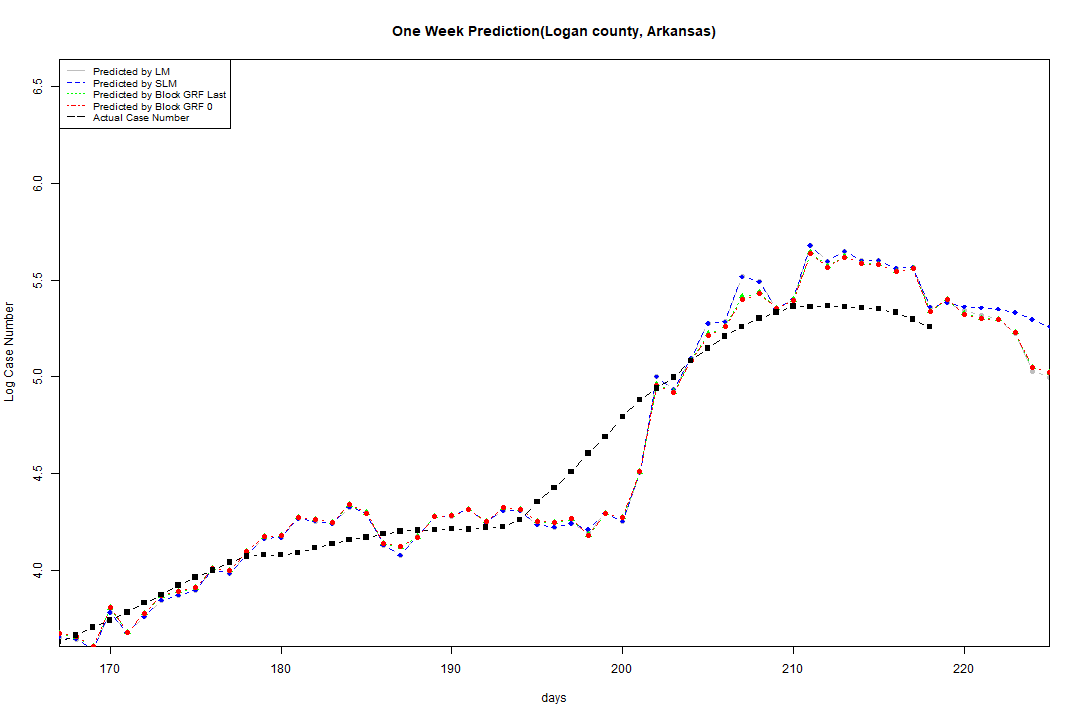 One Week Prediction(Logan county, Arkansas)
Predicted by LM
Predicted by SLM
Predicted by Block GRF Last
Predicted by Block GRF 0
Actual Case Number
6.5
6.0
5.5
5.0
4.5
4.0
Log Case Number
170 180 190 200 210 220
days